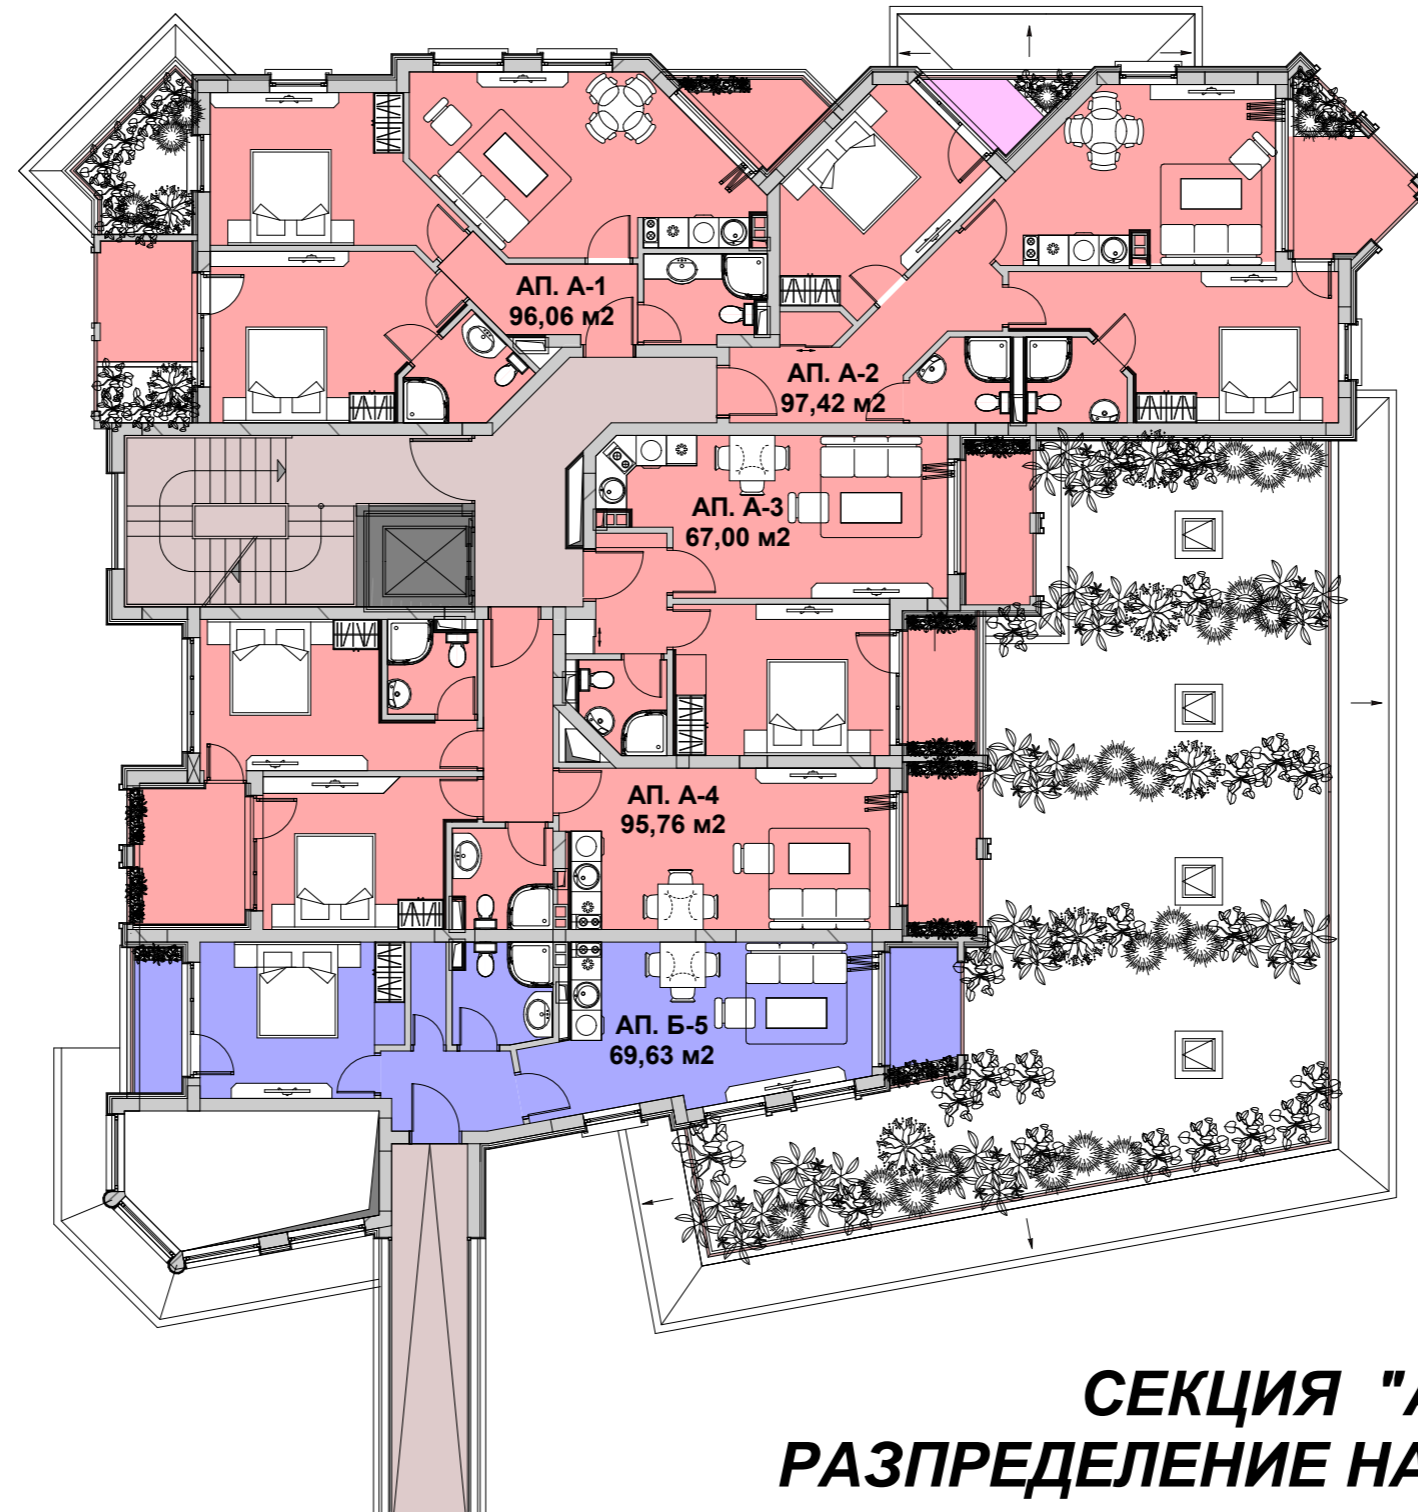 АП. А-1
96,06 м2
АП. А-2
97,42 м2
АП. А-3
67,00 м2
АП. А-4
95,76 м2
АП. Б-5
69,63 м2
СЕКЦИЯ "А
РАЗПРЕДЕЛЕНИЕ НА